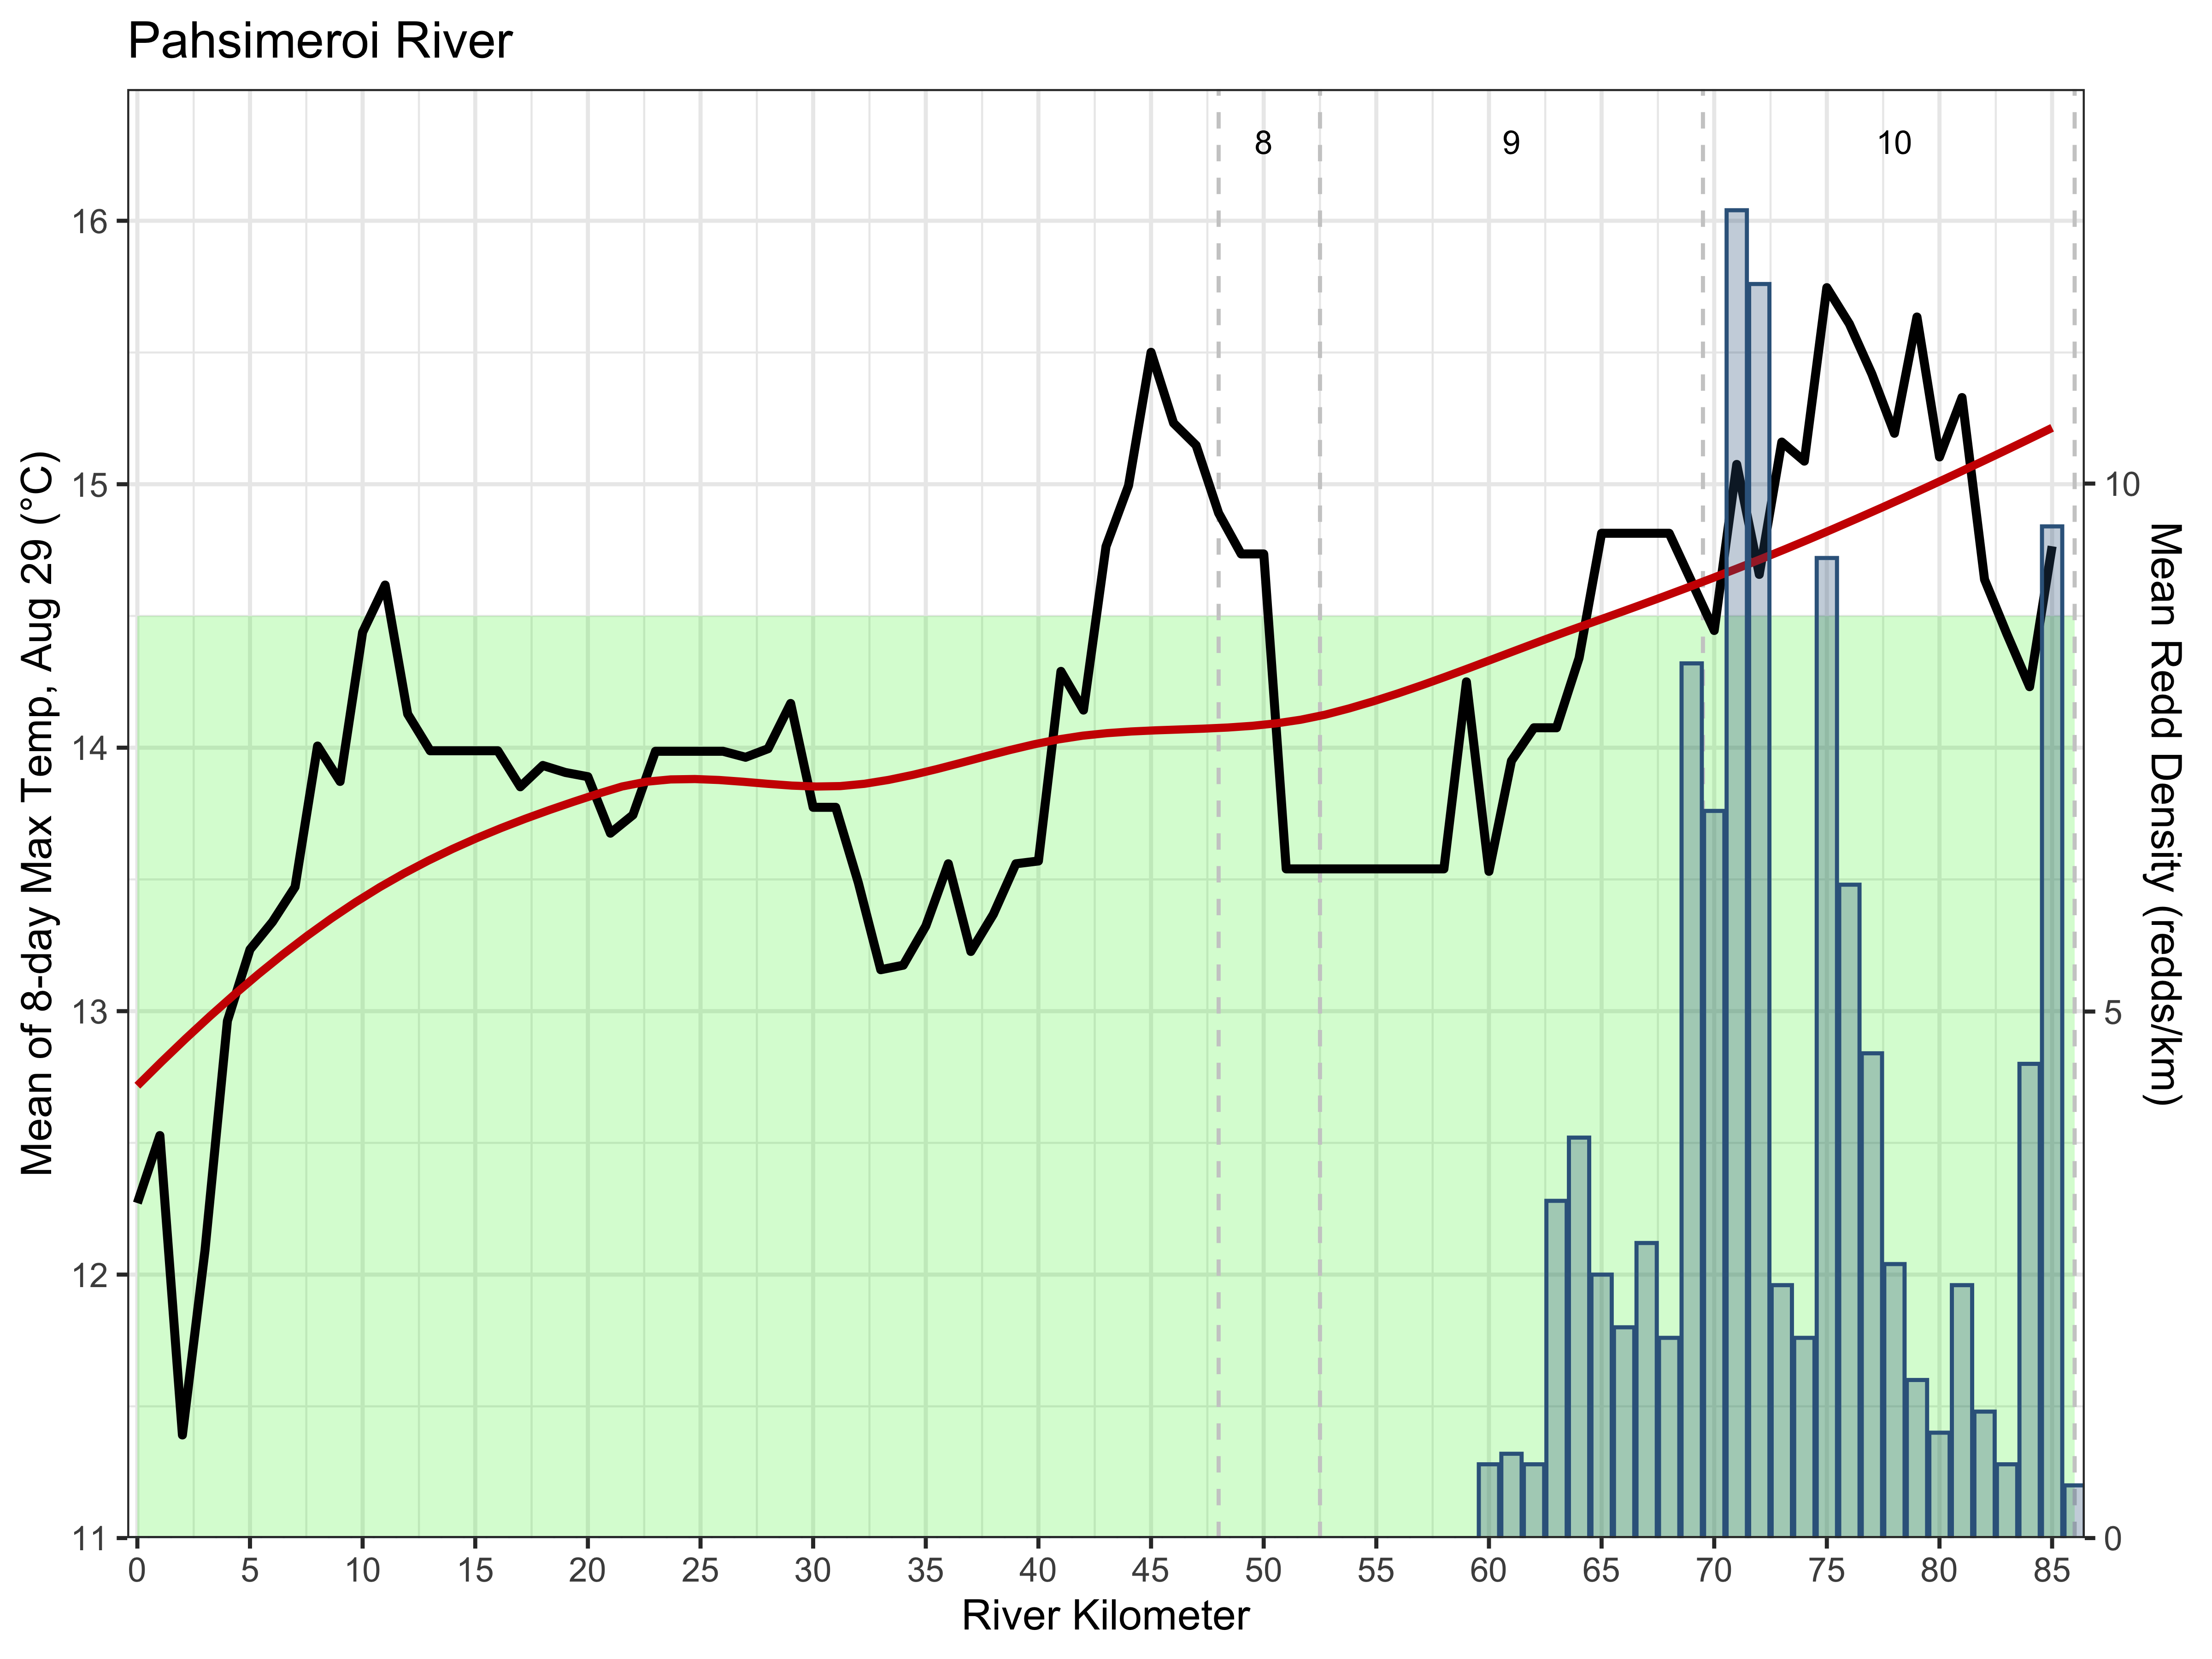 Pahsimeroi River
8 9 10
16
15
14
13
12
11
10
5
0
Mean of 8-day Max Temp, Aug 29 (°C)
Mean Redd Density (redds/km)
0 5 10 15 20 25 30 35 40 45 50 55 60 65 70 75 80 85
River Kilometer